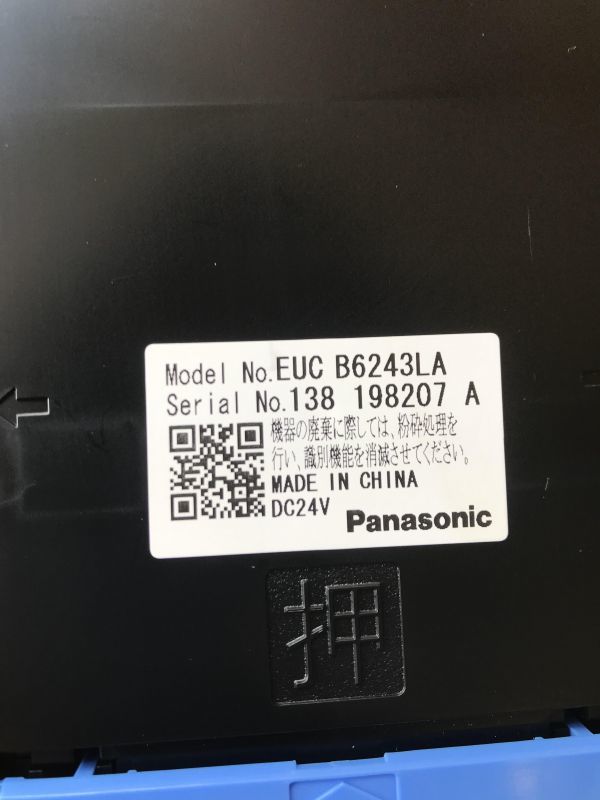 Model No.EUC B6243LA
Serial No.138 198207 A
機器の廃棄に際しては、粉砕処理を
行い、識別機能を消滅させてください。
MADE IN CHINA
DC24V
Panasonic
押